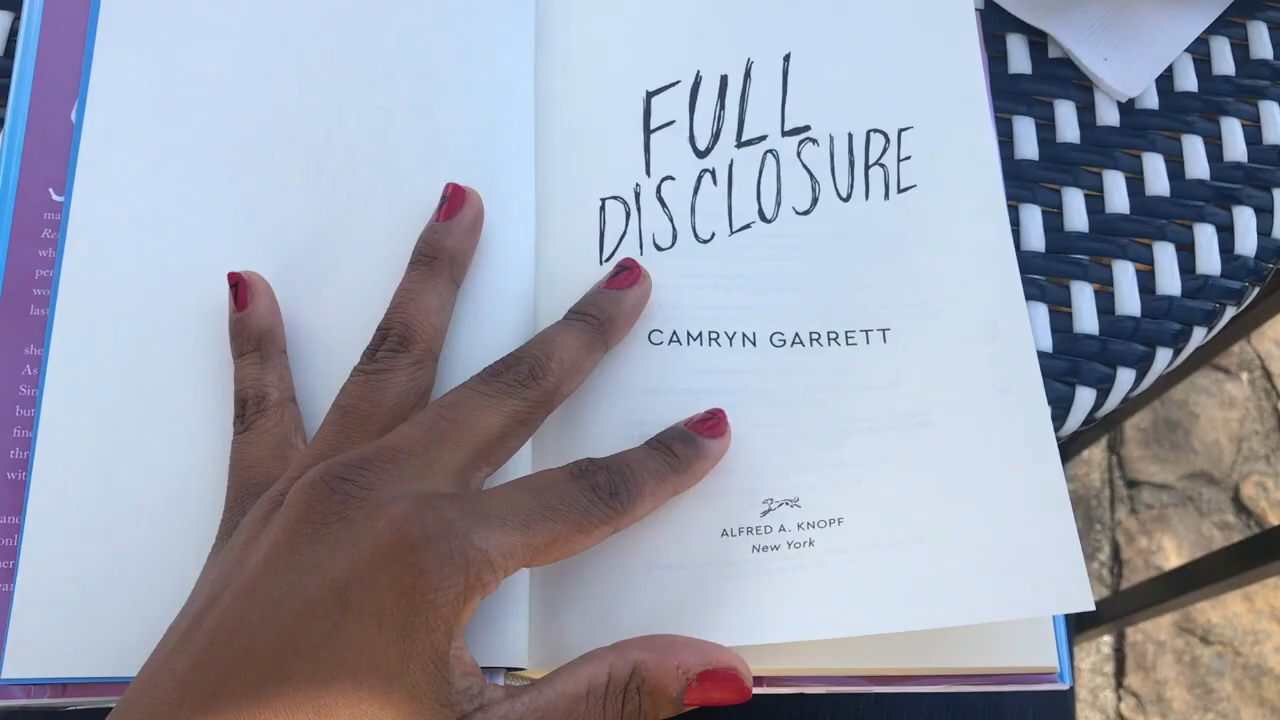 FULL
DISCLOSURE
CAMRYN GARRETT
ALFRED A. KNOPF
New York